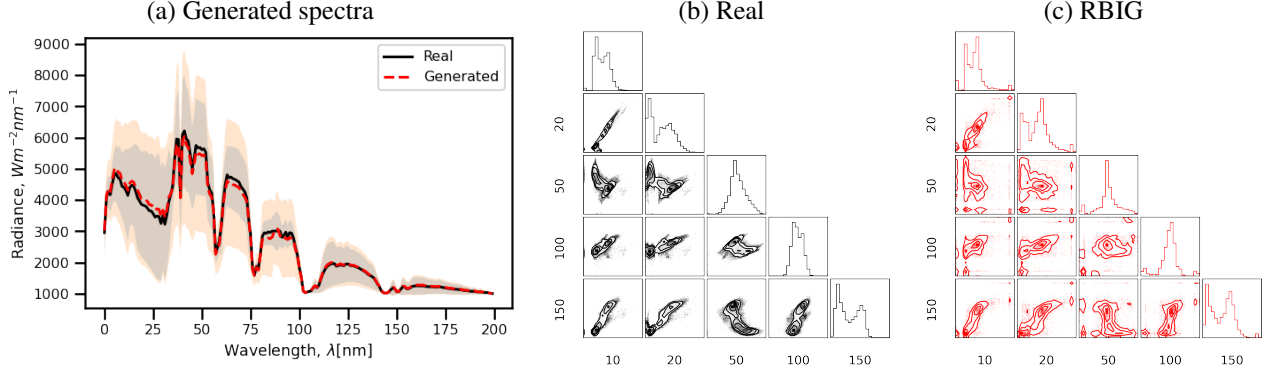 (a) Generated spectra
(b) Real
(c) RBIG
Radiance, Wm⁻²nm⁻¹
9000
8000
7000
6000
5000
4000
3000
2000
1000
Real
Generated
0 25 50 75 100 125 150 175 200
Wavelength, λ[nm]
20
50
100
150
10 20 50 100 150
20
50
100
150
10 20 50 100 150